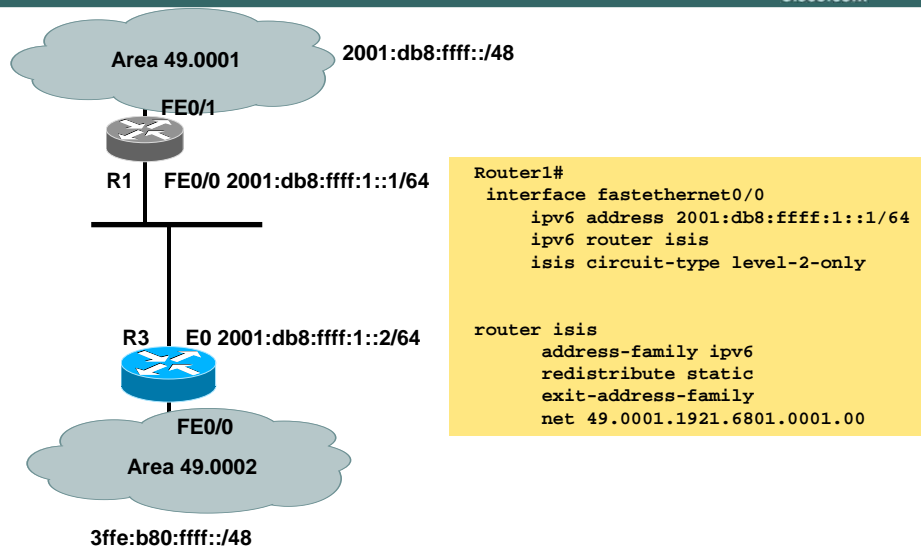 Area 49.0001
2001:db8:ffff::/48
FE0/1
R1
FE0/0 2001:db8:ffff:1::1/64
Router1#
interface fastethernet0/0
ipv6 address 2001:db8:ffff:1::1/64
ipv6 router isis
isis circuit-type level-2-only
router isis
address-family ipv6
redistribute static
exit-address-family
net 49.0001.1921.6801.0001.00
R3
E0 2001:db8:ffff:1::2/64
FE0/0
Area 49.0002
3ffe:b80:ffff::/48